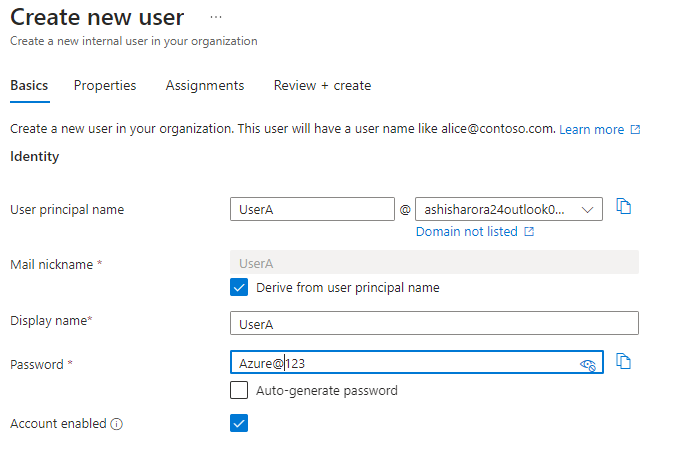 Create new user ...
Create a new internal user in your organization
Basics Properties Assignments Review + create
Create a new user in your organization. This user will have a user name like alice@contoso.com. Learn more
Identity
User principal name UserA @ ashisharora24outlook0...
Domain not listed
Mail nickname * UserA
Derive from user principal name
Display name* UserA
Password * Azure@123
Auto-generate password
Account enabled